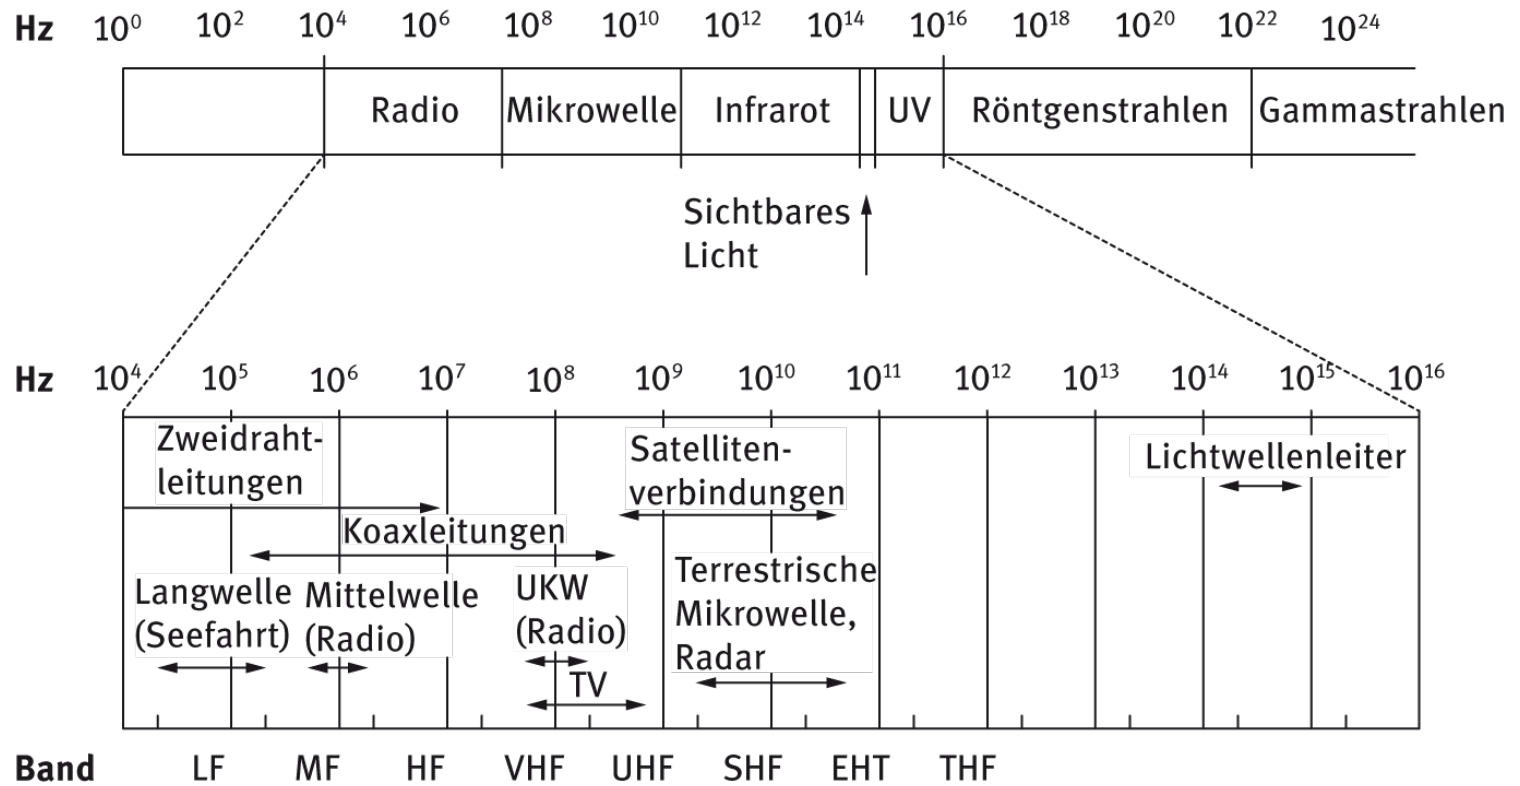 Hz 10⁰ 10² 10⁴ 10⁶ 10⁸ 10¹⁰ 10¹² 10¹⁴ 10¹⁶ 10¹⁸ 10²⁰ 10²² 10²⁴
Radio Mikrowelle Infrarot UV Röntgenstrahlen Gammastrahlen
Sichtbares
Licht
Hz 10⁴ 10⁵ 10⁶ 10⁷ 10⁸ 10⁹ 10¹⁰ 10¹¹ 10¹² 10¹³ 10¹⁴ 10¹⁵ 10¹⁶
Zweidraht-
leitungen
Satelliten-
verbindungen
Lichtwellenleiter
Koaxleitungen
Langwelle
(Seefahrt)
Mittelwelle
(Radio)
UKW
(Radio)
TV
Terrestrische
Mikrowelle,
Radar
Band LF MF HF VHF UHF SHF EHT THF